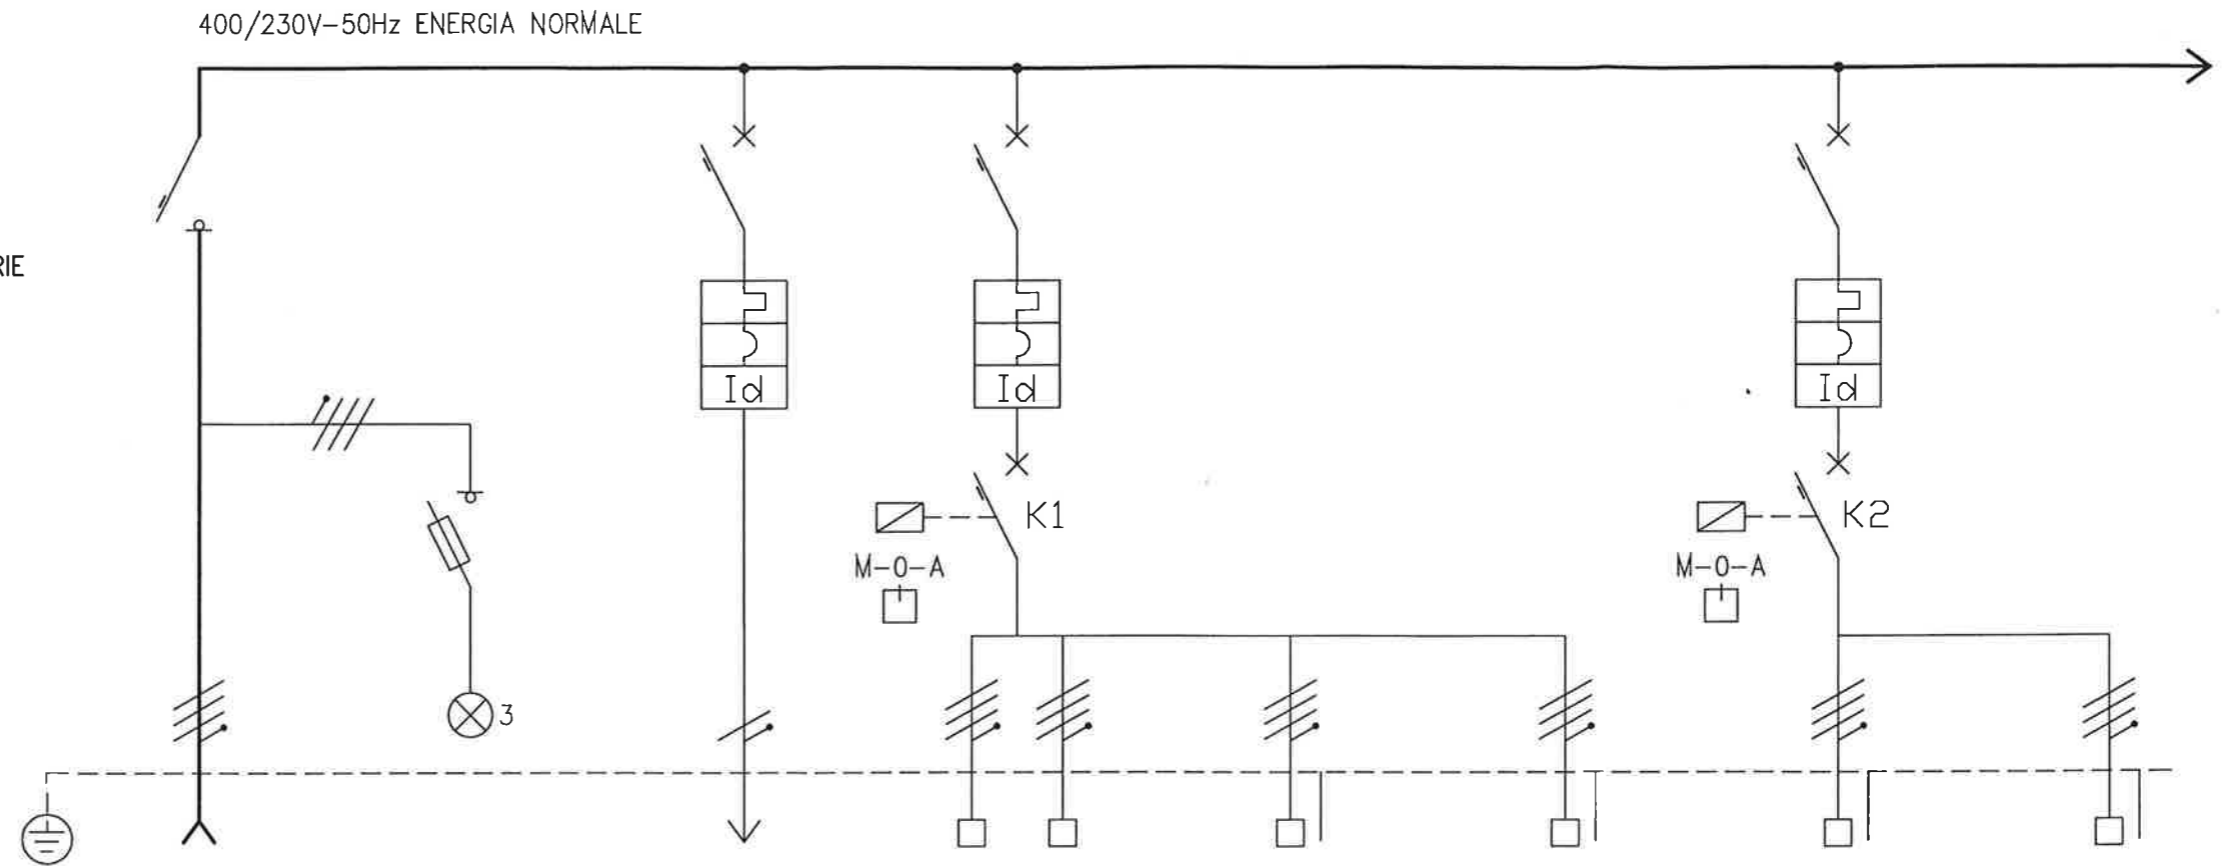 400/230V-50Hz ENERGIA NORMALE
RIE
Id
Id
Id
K1
K2
M-0-A
M-0-A
3